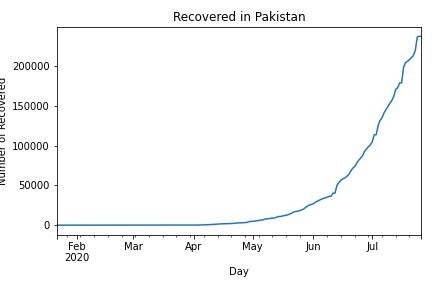 Recovered in Pakistan
Number of Recovered
200000
150000
100000
50000
0
Feb
2020
Mar
Apr
May
Jun
Jul
Day